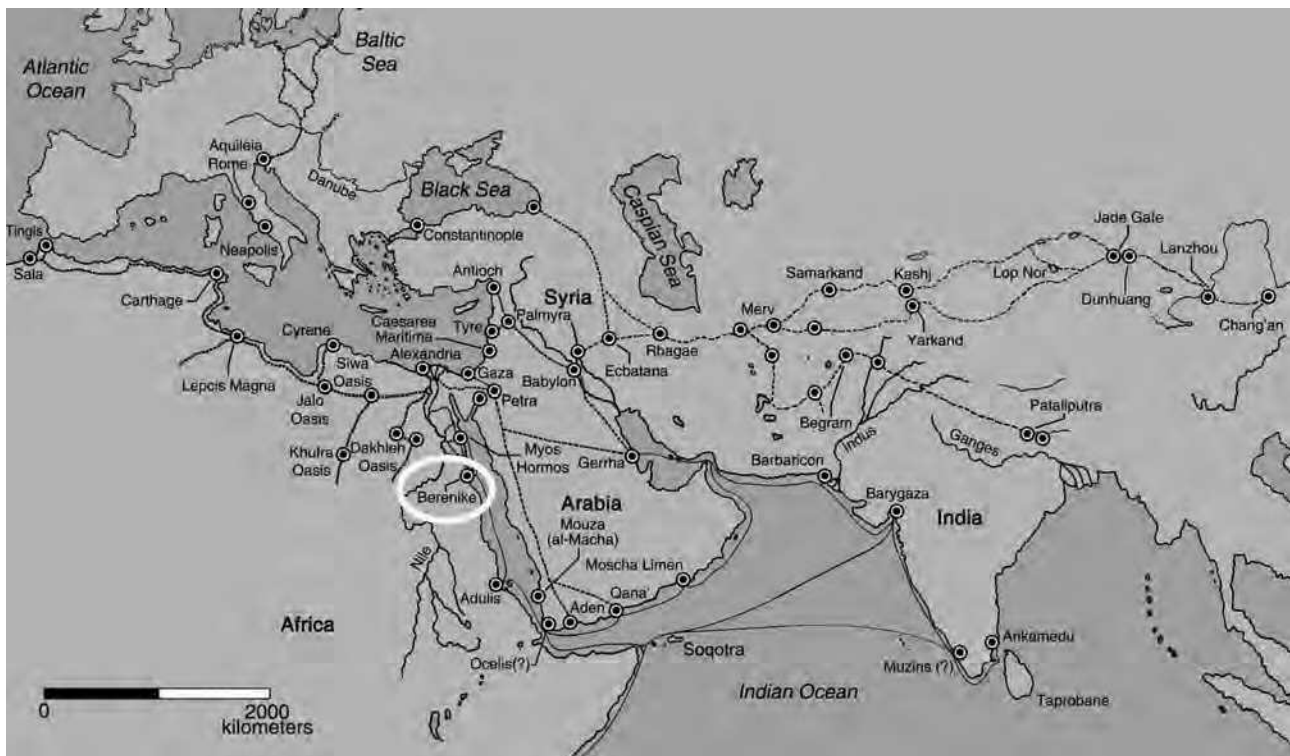 Atlantic
Ocean
Baltic
Sea
Aquileia
Rome
Danube
Black Sea
Caspian Sea
Neapolis
Constantinople
Tingis
Sala
Carthage
Antioch
Syria
Palmyra
Caesarea
Maritima
Tyre
Cyrene
Alexandria
Siwa
Oasis
Lepcis Magna
Jalo
Oasis
Gaza
Petra
Babylon
Ecbatana
Rhagae
Merv
Samarkand
Kashj
Yarkand
Lop Nor
Jade Gale
Dunhuang
Lanzhou
Chang'an
Khufra
Oasis
Dakhleh
Oasis
Myos
Hormos
Gerrha
Begram
Indus
Ganges
Pataliputra
Barbaricon
Barygaza
India
Berenike
Arabia
Mouza
(al-Macha)
Moscha Limen
Qana'
Aden
Nile
Adulis
Africa
Ocelis(?)
Soqotra
Muziris (?)
Arikamedu
Taprobane
Indian Ocean
0 2000
kilometers